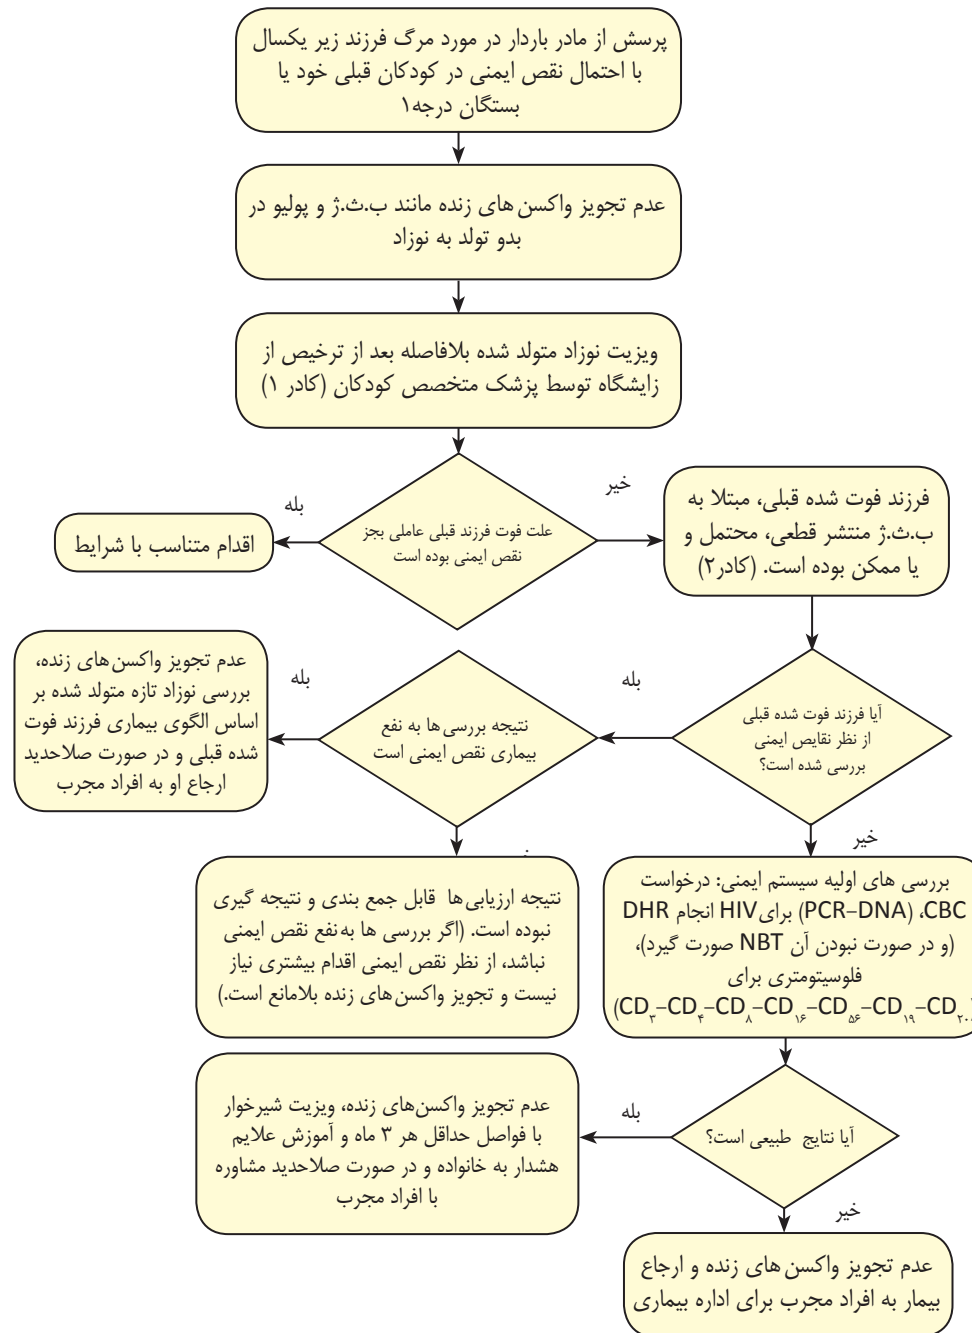 پرسش از مادر باردار در مورد مرگ فرزند زیر یکسال
با احتمال نقص ایمنی در کودکان قبلی خود یا
بستگان درجه۱
عدم تجویز واکسن های زنده مانند ب.ث.ژ و پولیو در
بدو تولد به نوزاد
ویزیت نوزاد متولد شده بلافاصله بعد از ترخیص از
زایشگاه توسط پزشک متخصص کودکان (کادر ۱)
علت فوت فرزند قبلی عاملی بجز
نقص ایمنی بوده است
خیر
بله
فرزند فوت شده قبلی، مبتلا به
ب.ث.ژ منتشر قطعی، محتمل و
یا ممکن بوده است. (کادر۲)
اقدام متناسب با شرایط
آیا فرزند فوت شده قبلی
از نظر نقایص ایمنی
بررسی شده است؟
بله
نتیجه بررسی ها به نفع
بیماری نقص ایمنی است
بله
عدم تجویز واکسن های زنده،
بررسی نوزاد تازه متولد شده بر
اساس الگوی بیماری فرزند فوت
شده قبلی و در صورت صلاحدید
ارجاع او به افراد مجرب
خیر
بررسی های اولیه سیستم ایمنی: درخواست
CBC، (PCR-DNA) برای HIV انجام DHR
(و در صورت نبودن آن NBT صورت گیرد)،
فلوسیتومتری برای
(CD۳-CD۴-CD۸-CD۱۶-CD۵۶-CD۱۹-CD۲۰
نتیجه ارزیابی ها قابل جمع بندی و نتیجه گیری
نبوده است. (اگر بررسی ها به نفع نقص ایمنی
نباشد، از نظر نقص ایمنی اقدام بیشتری نیاز
نیست و تجویز واکسن های زنده بلامانع است.)
آیا نتایج طبیعی است؟
بله
عدم تجویز واکسن های زنده، ویزیت شیرخوار
با فواصل حداقل هر ۳ ماه و آموزش علایم
هشدار به خانواده و در صورت صلاحدید مشاوره
با افراد مجرب
خیر
عدم تجویز واکسن های زنده و ارجاع
بیمار به افراد مجرب برای اداره بیماری